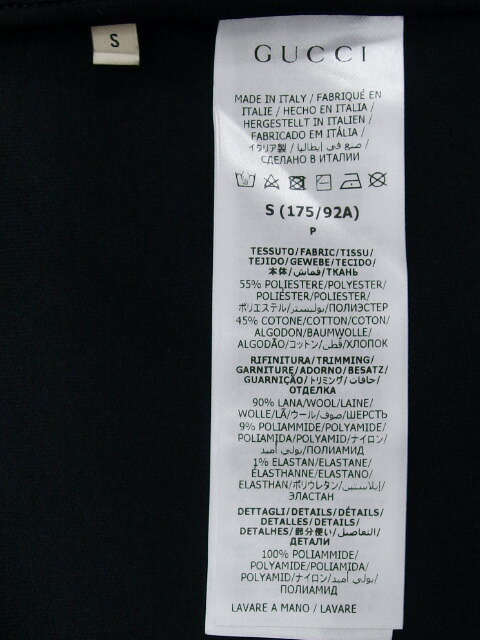 S
GUCCI
MADE IN ITALY / FABRIQUÉ EN
ITALIE / HECHO EN ITALIA /
HERGESTELLT IN ITALIEN /
FABRICADO EM ITÁLIA /
イタリア製 / صنع في إيطاليا /
СДЕЛАНО В ИТАЛИИ
S (175/92A)
P
TESSUTO/FABRIC/TISSU/
TEJIDO/GEWEBE/TECIDO/
本体/قماش/ТКАНЬ
55% POLIESTERE/POLYESTER/
POLIÉSTER/POLIESTER/
ポリエステル/بوليستر/ПОЛИЭСТЕР
45% COTONE/COTTON/COTON/
ALGODON/BAUMWOLLE/
ALGODÃO/コットン/قطن/ХЛОПОК
RIFINITURA/TRIMMING/
GARNITURE/ADORNO/BESATZ/
GUARNIÇÃO/トリミング/حافات/
ОТДЕЛКА
90% LANA/WOOL/LAINE/
WOLLE/LÃ/ウール/صوف/ШЕРСТЬ
9% POLIAMMIDE/POLYAMIDE/
POLIAMIDA/POLYAMID/ナイロン/
بولي أميد/ПОЛИАМИД
1% ELASTAN/ELASTANE/
ÉLASTHANNE/ELASTANO/
ELASTHAN/ポリウレタン/إيلاستين/
ЭЛАСТАН
DETTAGLI/DETAILS/DÉTAILS/
DETALLES/DETAILS/
DETALHES/部分使い/التفاصيل/
ДЕТАЛИ
100% POLIAMMIDE/
POLYAMIDE/POLIAMIDA/
POLYAMID/ナイロン/بولي أميد/
ПОЛИАМИД
LAVARE A MANO / LAVARE